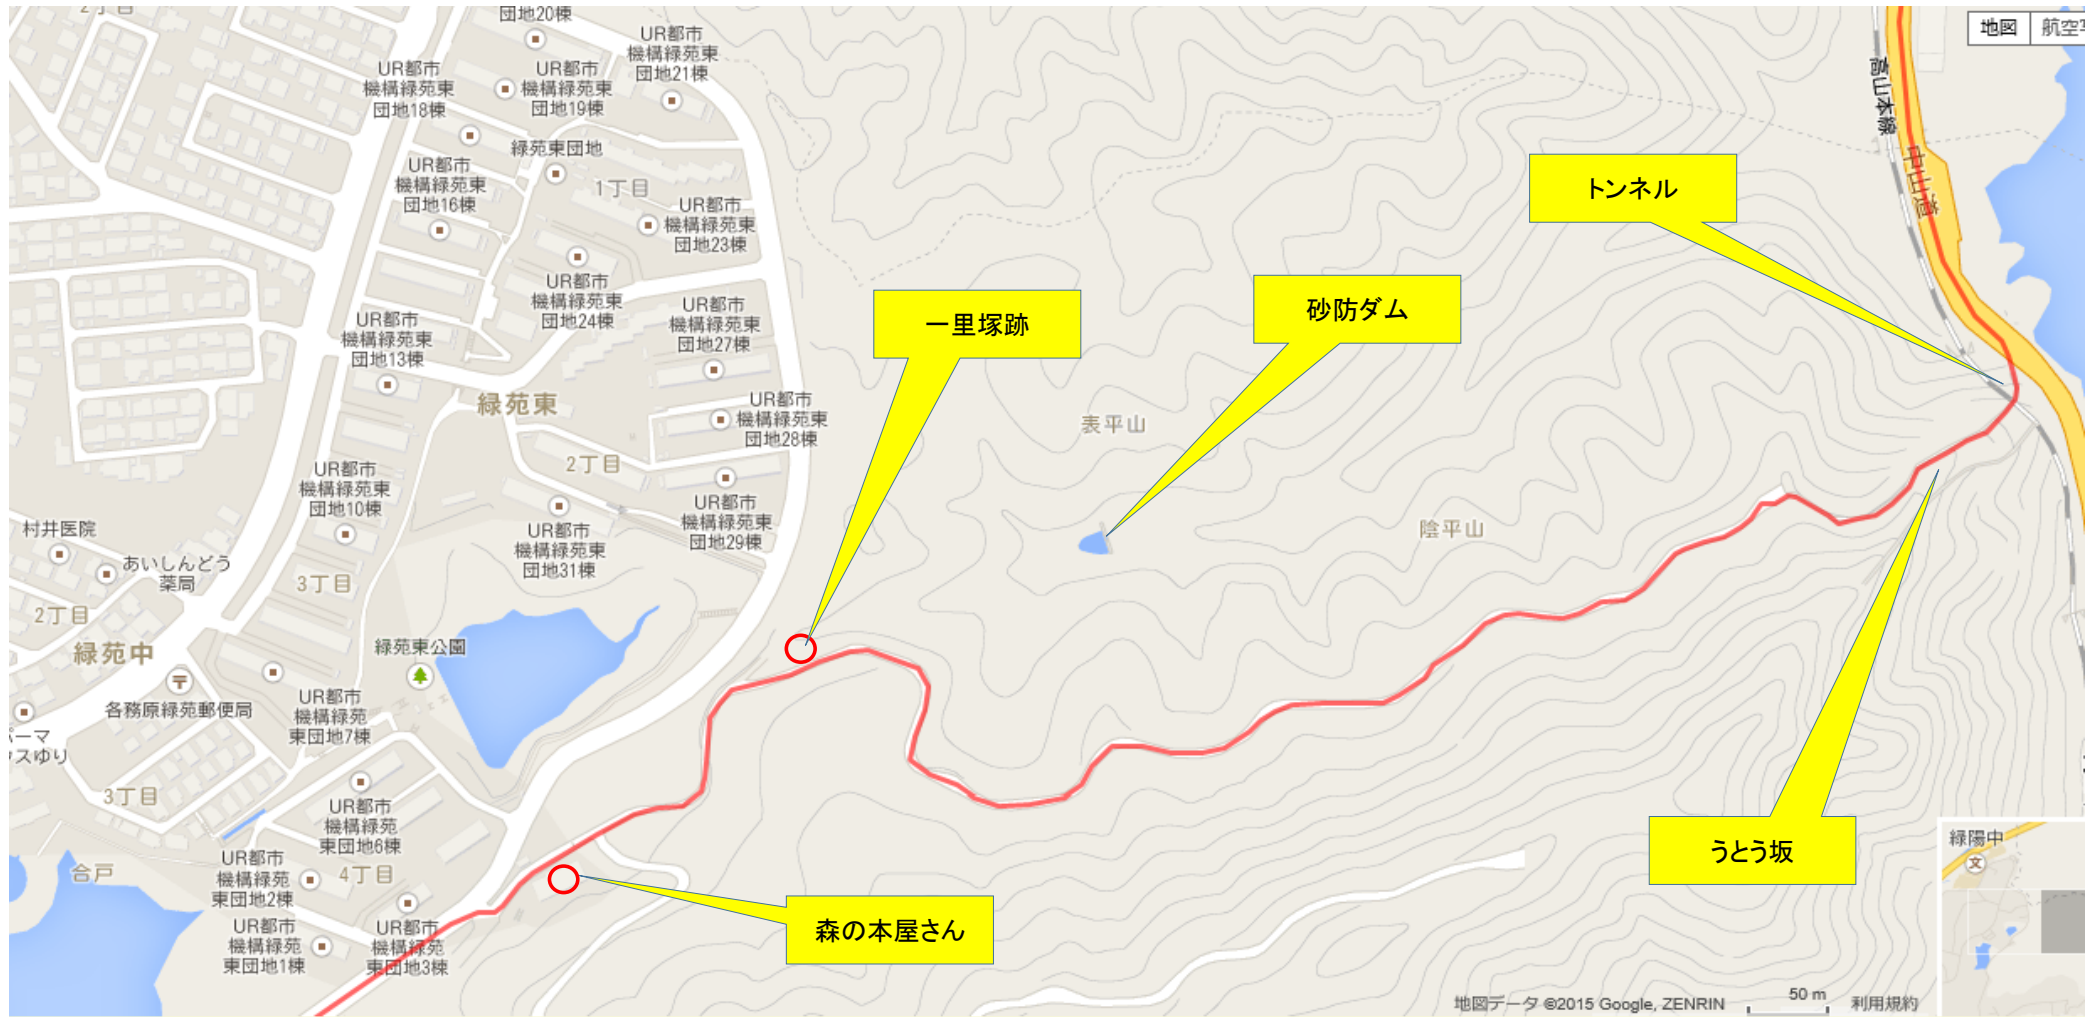 2丁目
団地20棟
UR都市
機構緑苑東
団地21棟
地図
航空写
UR都市
機構緑苑東
団地18棟
UR都市
機構緑苑東
団地19棟
高山本線
緑苑東団地
中山道
UR都市
機構緑苑東
団地16棟
1丁目
トンネル
UR都市
機構緑苑東
団地23棟
UR都市
機構緑苑東
団地24棟
一里塚跡
砂防ダム
UR都市
機構緑苑東
団地13棟
UR都市
機構緑苑東
団地27棟
緑苑東
UR都市
機構緑苑東
団地28棟
表平山
2丁目
UR都市
機構緑苑東
団地10棟
UR都市
機構緑苑東
団地29棟
村井医院
UR都市
機構緑苑東
団地31棟
陰平山
あいしんどう
薬局
3丁目
2丁目
緑苑中
緑苑東公園
各務原緑苑郵便局
UR都市
機構緑苑
東団地7棟
パーマ
ウスゆり
3丁目
UR都市
機構緑苑
東団地6棟
うとう坂
緑陽中
文
合戸
UR都市
機構緑苑
東団地2棟
4丁目
UR都市
機構緑苑
東団地1棟
UR都市
機構緑苑
東団地3棟
森の本屋さん
地図データ ©2015 Google, ZENRIN
50 m
利用規約